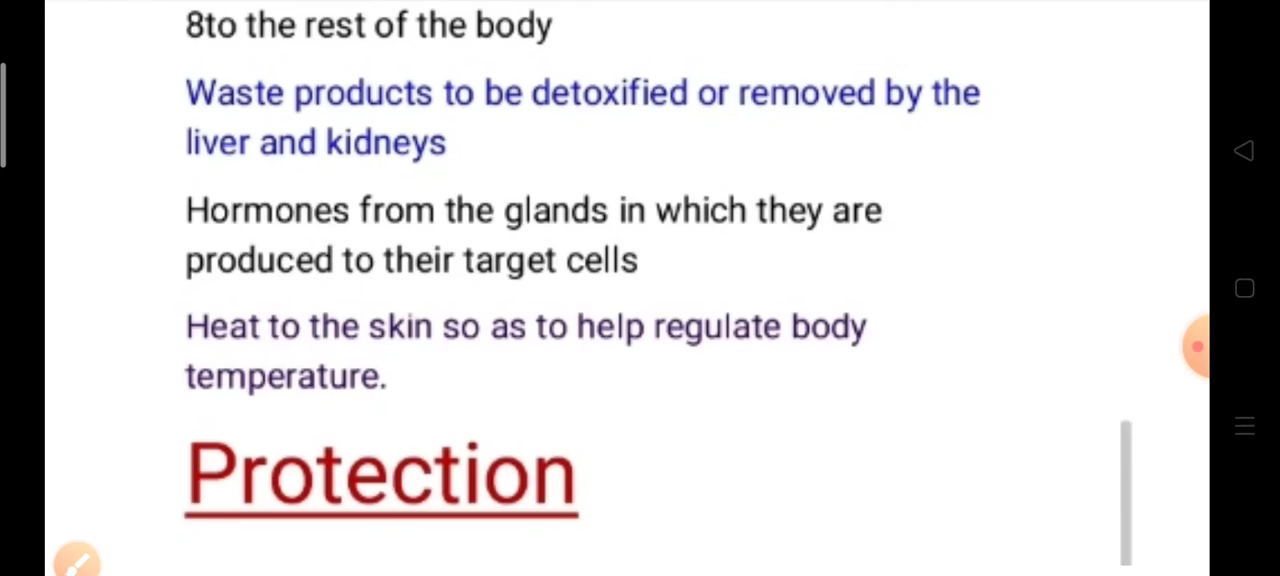 8to the rest of the body
Waste products to be detoxified or removed by the
liver and kidneys
Hormones from the glands in which they are
produced to their target cells
Heat to the skin so as to help regulate body
temperature.
Protection